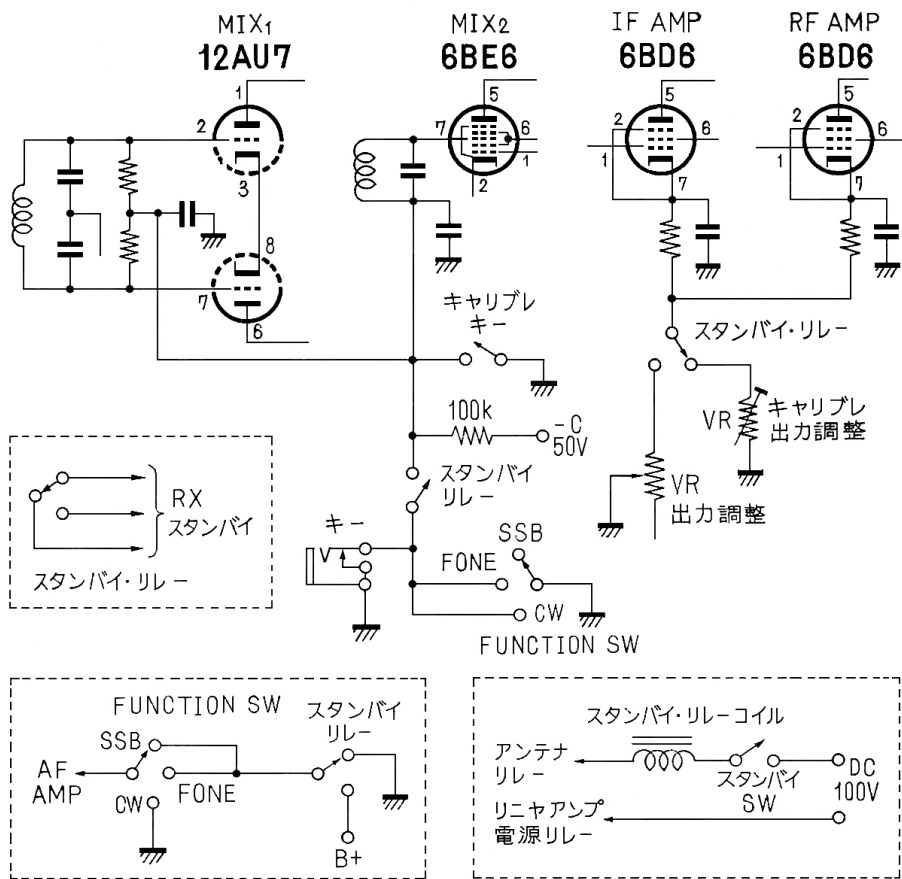 MIX1
12AU7
MIX2
6BE6
IF AMP
6BD6
RF AMP
6BD6
1
2
3
8
7
6
5
7
6
1
2
5
2
6
1
7
5
2
6
1
7
キャリブレ
キー
スタンバイ・リレー
100k
-C
50V
VR
キャリブレ
出力調整
VR
出力調整
スタンバイ
リレー
RX
スタンバイ
スタンバイ・リレー
キー
SSB
FONE
CW
FUNCTION SW
FUNCTION SW
スタンバイ
リレー
SSB
AF
AMP
FONE
CW
B+
スタンバイ・リレーコイル
アンテナ
リレー
スタンバイ
SW
DC
100V
リニヤアンプ
電源リレー